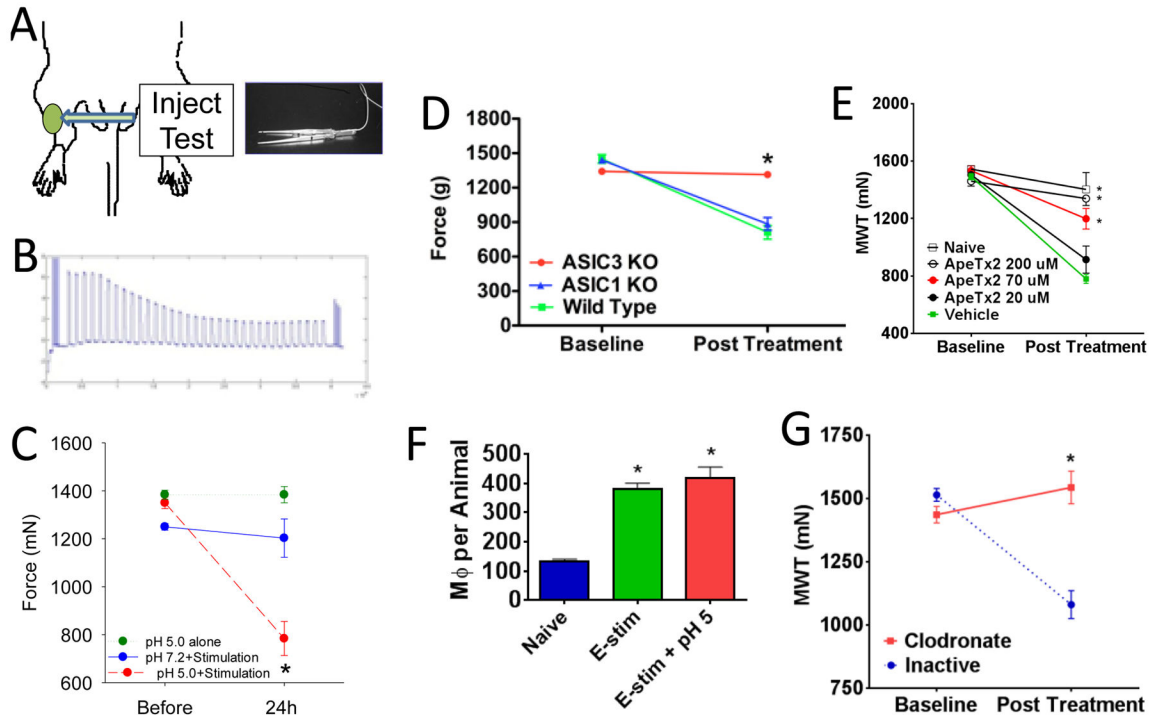 A
Inject
Test
B
C
Force (mN)
1600
1400
1200
1000
800
600
pH 5.0 alone
pH 7.2+Stimulation
pH 5.0+Stimulation
*
Before
24h
D
Force (g)
1800
1500
1200
900
600
300
0
*
ASIC3 KO
ASIC1 KO
Wild Type
Baseline
Post Treatment
E
MWT (mN)
2000
1600
1200
800
400
*
*
*
Naive
ApeTx2 200 uM
ApeTx2 70 uM
ApeTx2 20 uM
Vehicle
Baseline
Post Treatment
F
Mϕ per Animal
500
400
300
200
100
0
*
*
Naive
E-stim
E-stim + pH 5
G
MWT (mN)
1750
1500
1250
1000
750
*
Clodronate
Inactive
Baseline
Post Treatment